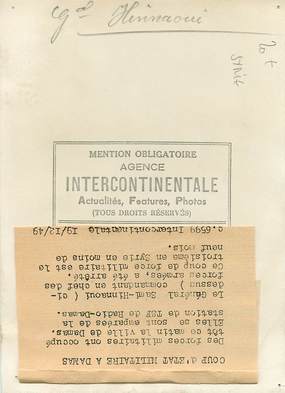 Gal Hinnaoui
Syrie
MENTION OBLIGATOIRE
AGENCE
INTERCONTINENTALE
Actualités, Features, Photos
(TOUS DROITS RÉSERVÉS)
COUP d'ETAT MILITAIRE A DAMAS
Des forces militaires ont occupé
tôt ce matin la ville de Damas.
Elles se sont emparées de la
station de TSF de Radio-Damas.
Le Général Sami-Hinnoui ( ci-
dessus ) commandant en chef des
forces armées, a été arrêté.
Ce coup de force militaire est le
troisième en Syrie en moins de
neuf mois.
c.6599 Intercontinentale 19/12/49